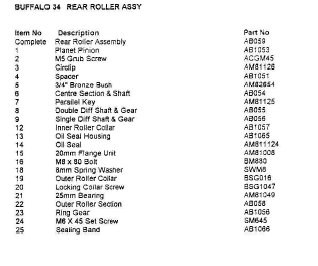 BUFFALO 34 REAR ROLLER ASSY
Item No Description Part No
Complete Rear Roller Assembly AB059
1 Planet Pinion AB1053
2 M5 Grub Screw ACGM45
3 Circlip AM81126
4 Spacer AB1051
5 3/4" Bronze Bush AM82654
6 Centre Section & Shaft AB054
7 Parallel Key AM81125
8 Double Diff Shaft & Gear AB055
9 Single Diff Shaft & Gear AB056
12 Inner Roller Collar AB1057
13 Oil Seal Housing AB1065
14 Oil Seal AM811124
15 20mm Flange Unit AM81008
16 M8 x 80 Bolt BM880
18 8mm Spring Washer SWM8
19 Outer Roller Collar BSG016
20 Locking Collar Screw BSG1047
21 25mm Bearing AM81049
22 Outer Roller Section AB058
23 Ring Gear AB1056
24 M6 X 45 Set Screw SM645
25 Sealing Band AB1066